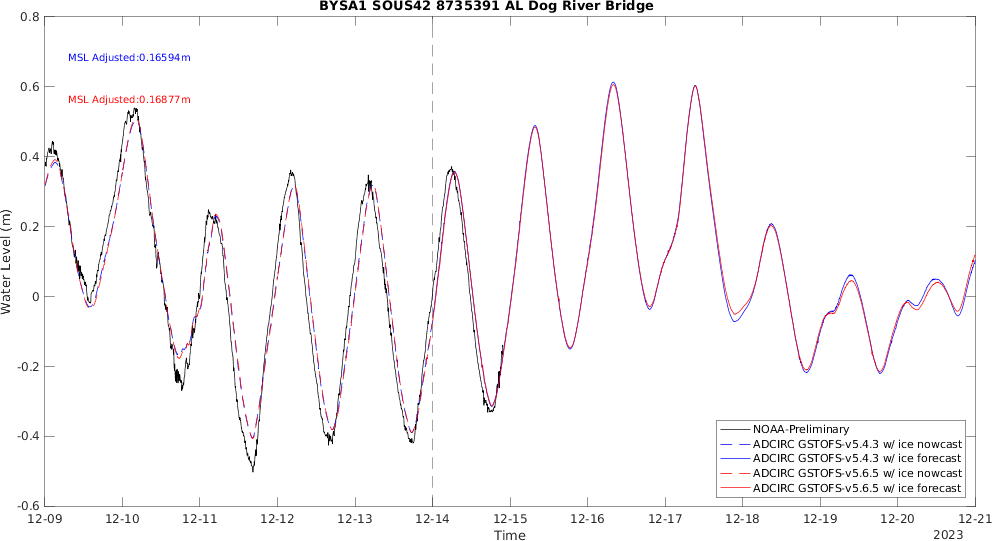 BYSA1 SOUS42 8735391 AL Dog River Bridge
0.8
MSL Adjusted:0.16594m
0.6
MSL Adjusted:0.16877m
0.4
0.2
Water Level (m)
0
-0.2
-0.4
NOAA-Preliminary
ADCIRC GSTOFS-v5.4.3 w/ ice nowcast
ADCIRC GSTOFS-v5.4.3 w/ ice forecast
ADCIRC GSTOFS-v5.6.5 w/ ice nowcast
ADCIRC GSTOFS-v5.6.5 w/ ice forecast
-0.6
12-09 12-10 12-11 12-12 12-13 12-14 12-15 12-16 12-17 12-18 12-19 12-20 12-21
Time
2023